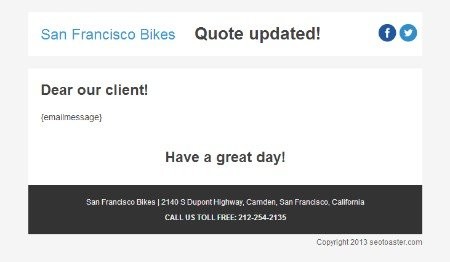 San Francisco Bikes Quote updated!
Dear our client!
{emailmessage}
Have a great day!
San Francisco Bikes | 2140 S Dupont Highway, Camden, San Francisco, California
CALL US TOLL FREE: 212-254-2135
Copyright 2013 seotoaster.com